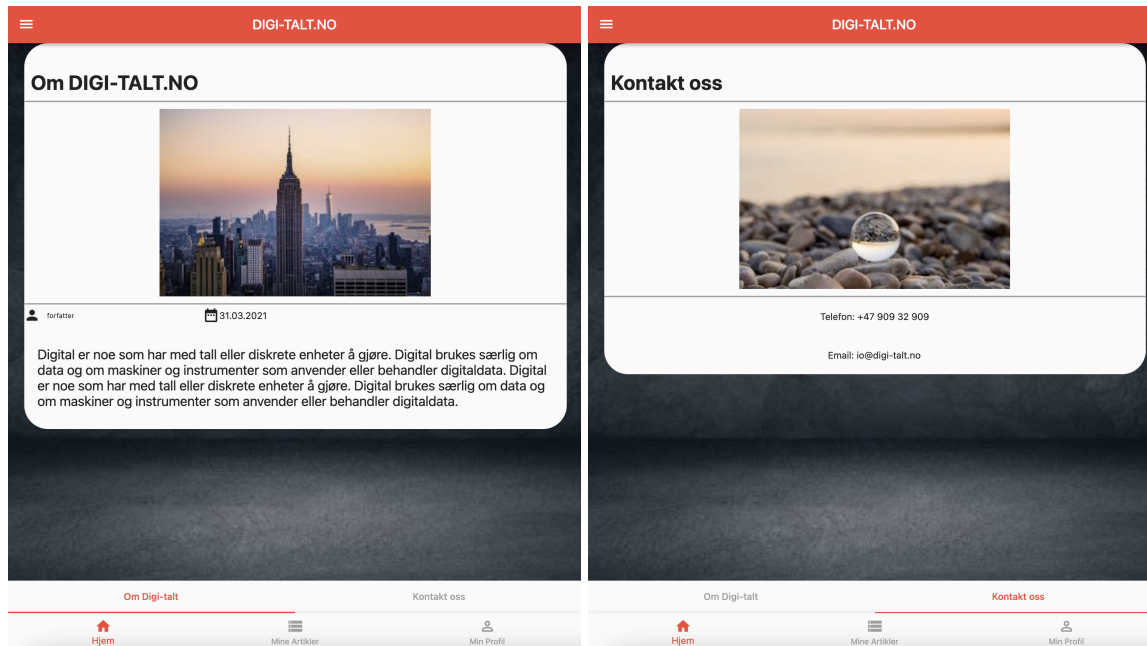 DIGI-TALT.NO
Om DIGI-TALT.NO
forfatter
31.03.2021
Digital er noe som har med tall eller diskrete enheter å gjøre. Digital brukes særlig om
data og om maskiner og instrumenter som anvender eller behandler digitaldata. Digital
er noe som har med tall eller diskrete enheter å gjøre. Digital brukes særlig om data og
om maskiner og instrumenter som anvender eller behandler digitaldata.
Om Digi-talt
Kontakt oss
Hjem
Mine Artikler
Min Profil
DIGI-TALT.NO
Kontakt oss
Telefon: +47 909 32 909
Email: io@digi-talt.no
Om Digi-talt
Kontakt oss
Hjem
Mine Artikler
Min Profil